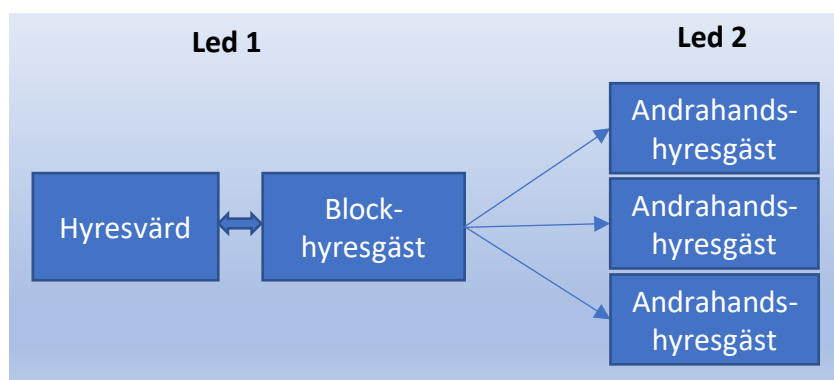 Led 1
Led 2
Hyresvärd
Block-
hyresgäst
Andrahands-
hyresgäst
Andrahands-
hyresgäst
Andrahands-
hyresgäst